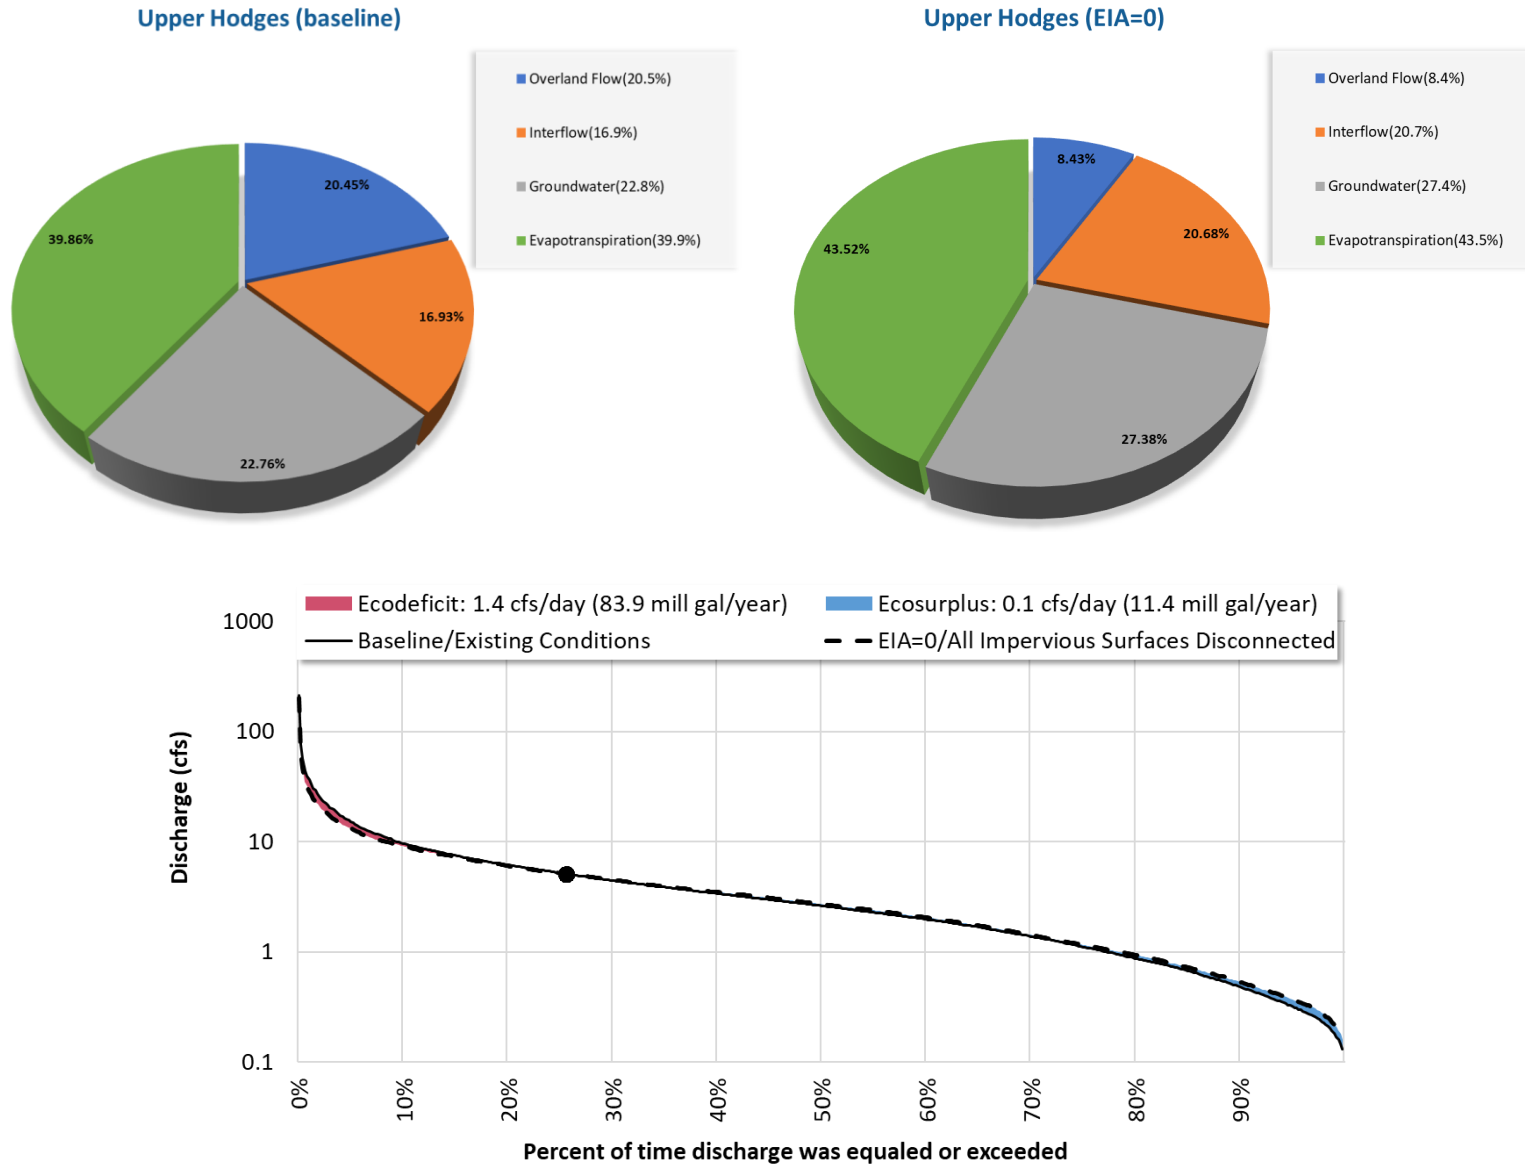 Upper Hodges (baseline)
Overland Flow(20.5%)
Interflow(16.9%)
Groundwater(22.8%)
Evapotranspiration(39.9%)
20.45%
39.86%
16.93%
22.76%
Upper Hodges (EIA=0)
Overland Flow(8.4%)
Interflow(20.7%)
Groundwater(27.4%)
Evapotranspiration(43.5%)
8.43%
20.68%
43.52%
27.38%
Ecodeficit: 1.4 cfs/day (83.9 mill gal/year)
Ecosurplus: 0.1 cfs/day (11.4 mill gal/year)
Baseline/Existing Conditions
EIA=0/All Impervious Surfaces Disconnected
Discharge (cfs)
1000
100
10
1
0.1
0%
10%
20%
30%
40%
50%
60%
70%
80%
90%
Percent of time discharge was equaled or exceeded